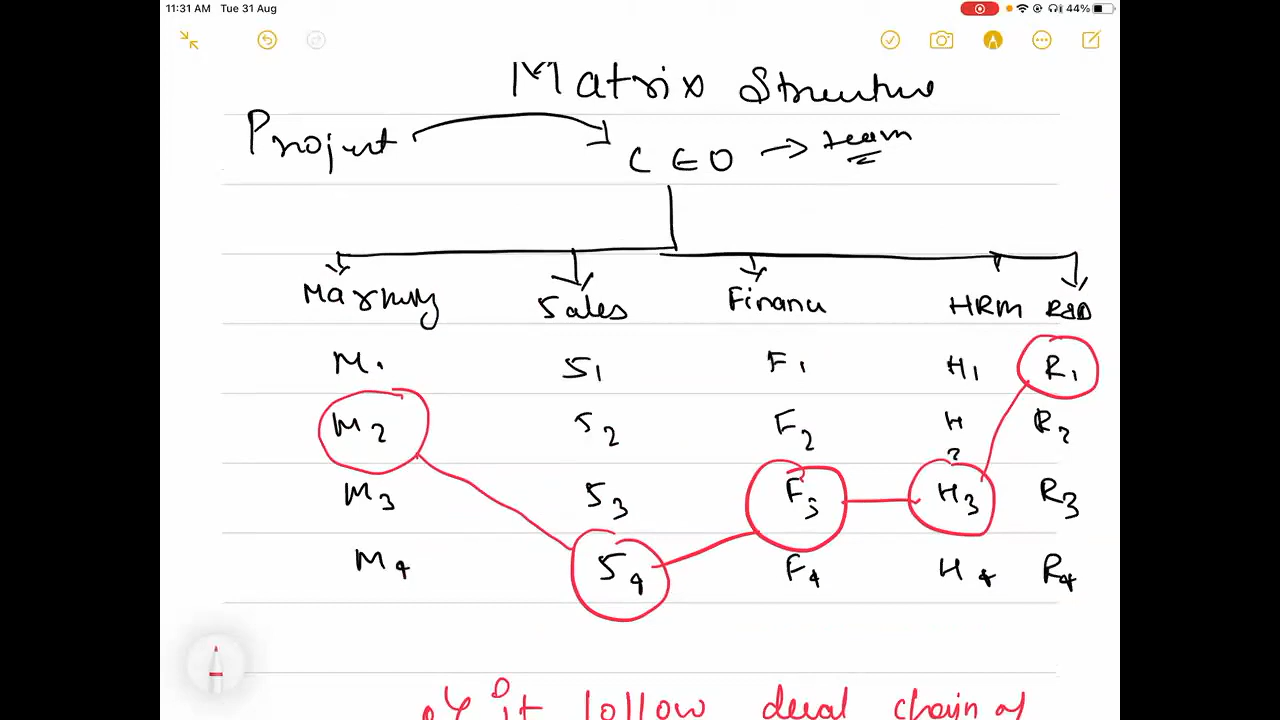 11:31 AM Tue 31 Aug 44%
Matrix Structure
Project CEO → team
Marketing Sales Finance HRM R&D
M1 S1 F1 H1 R1
M2 S2 F2 H2 R2
M3 S3 F3 H3 R3
M4 S4 F4 H4 R4
it follow dual chain of